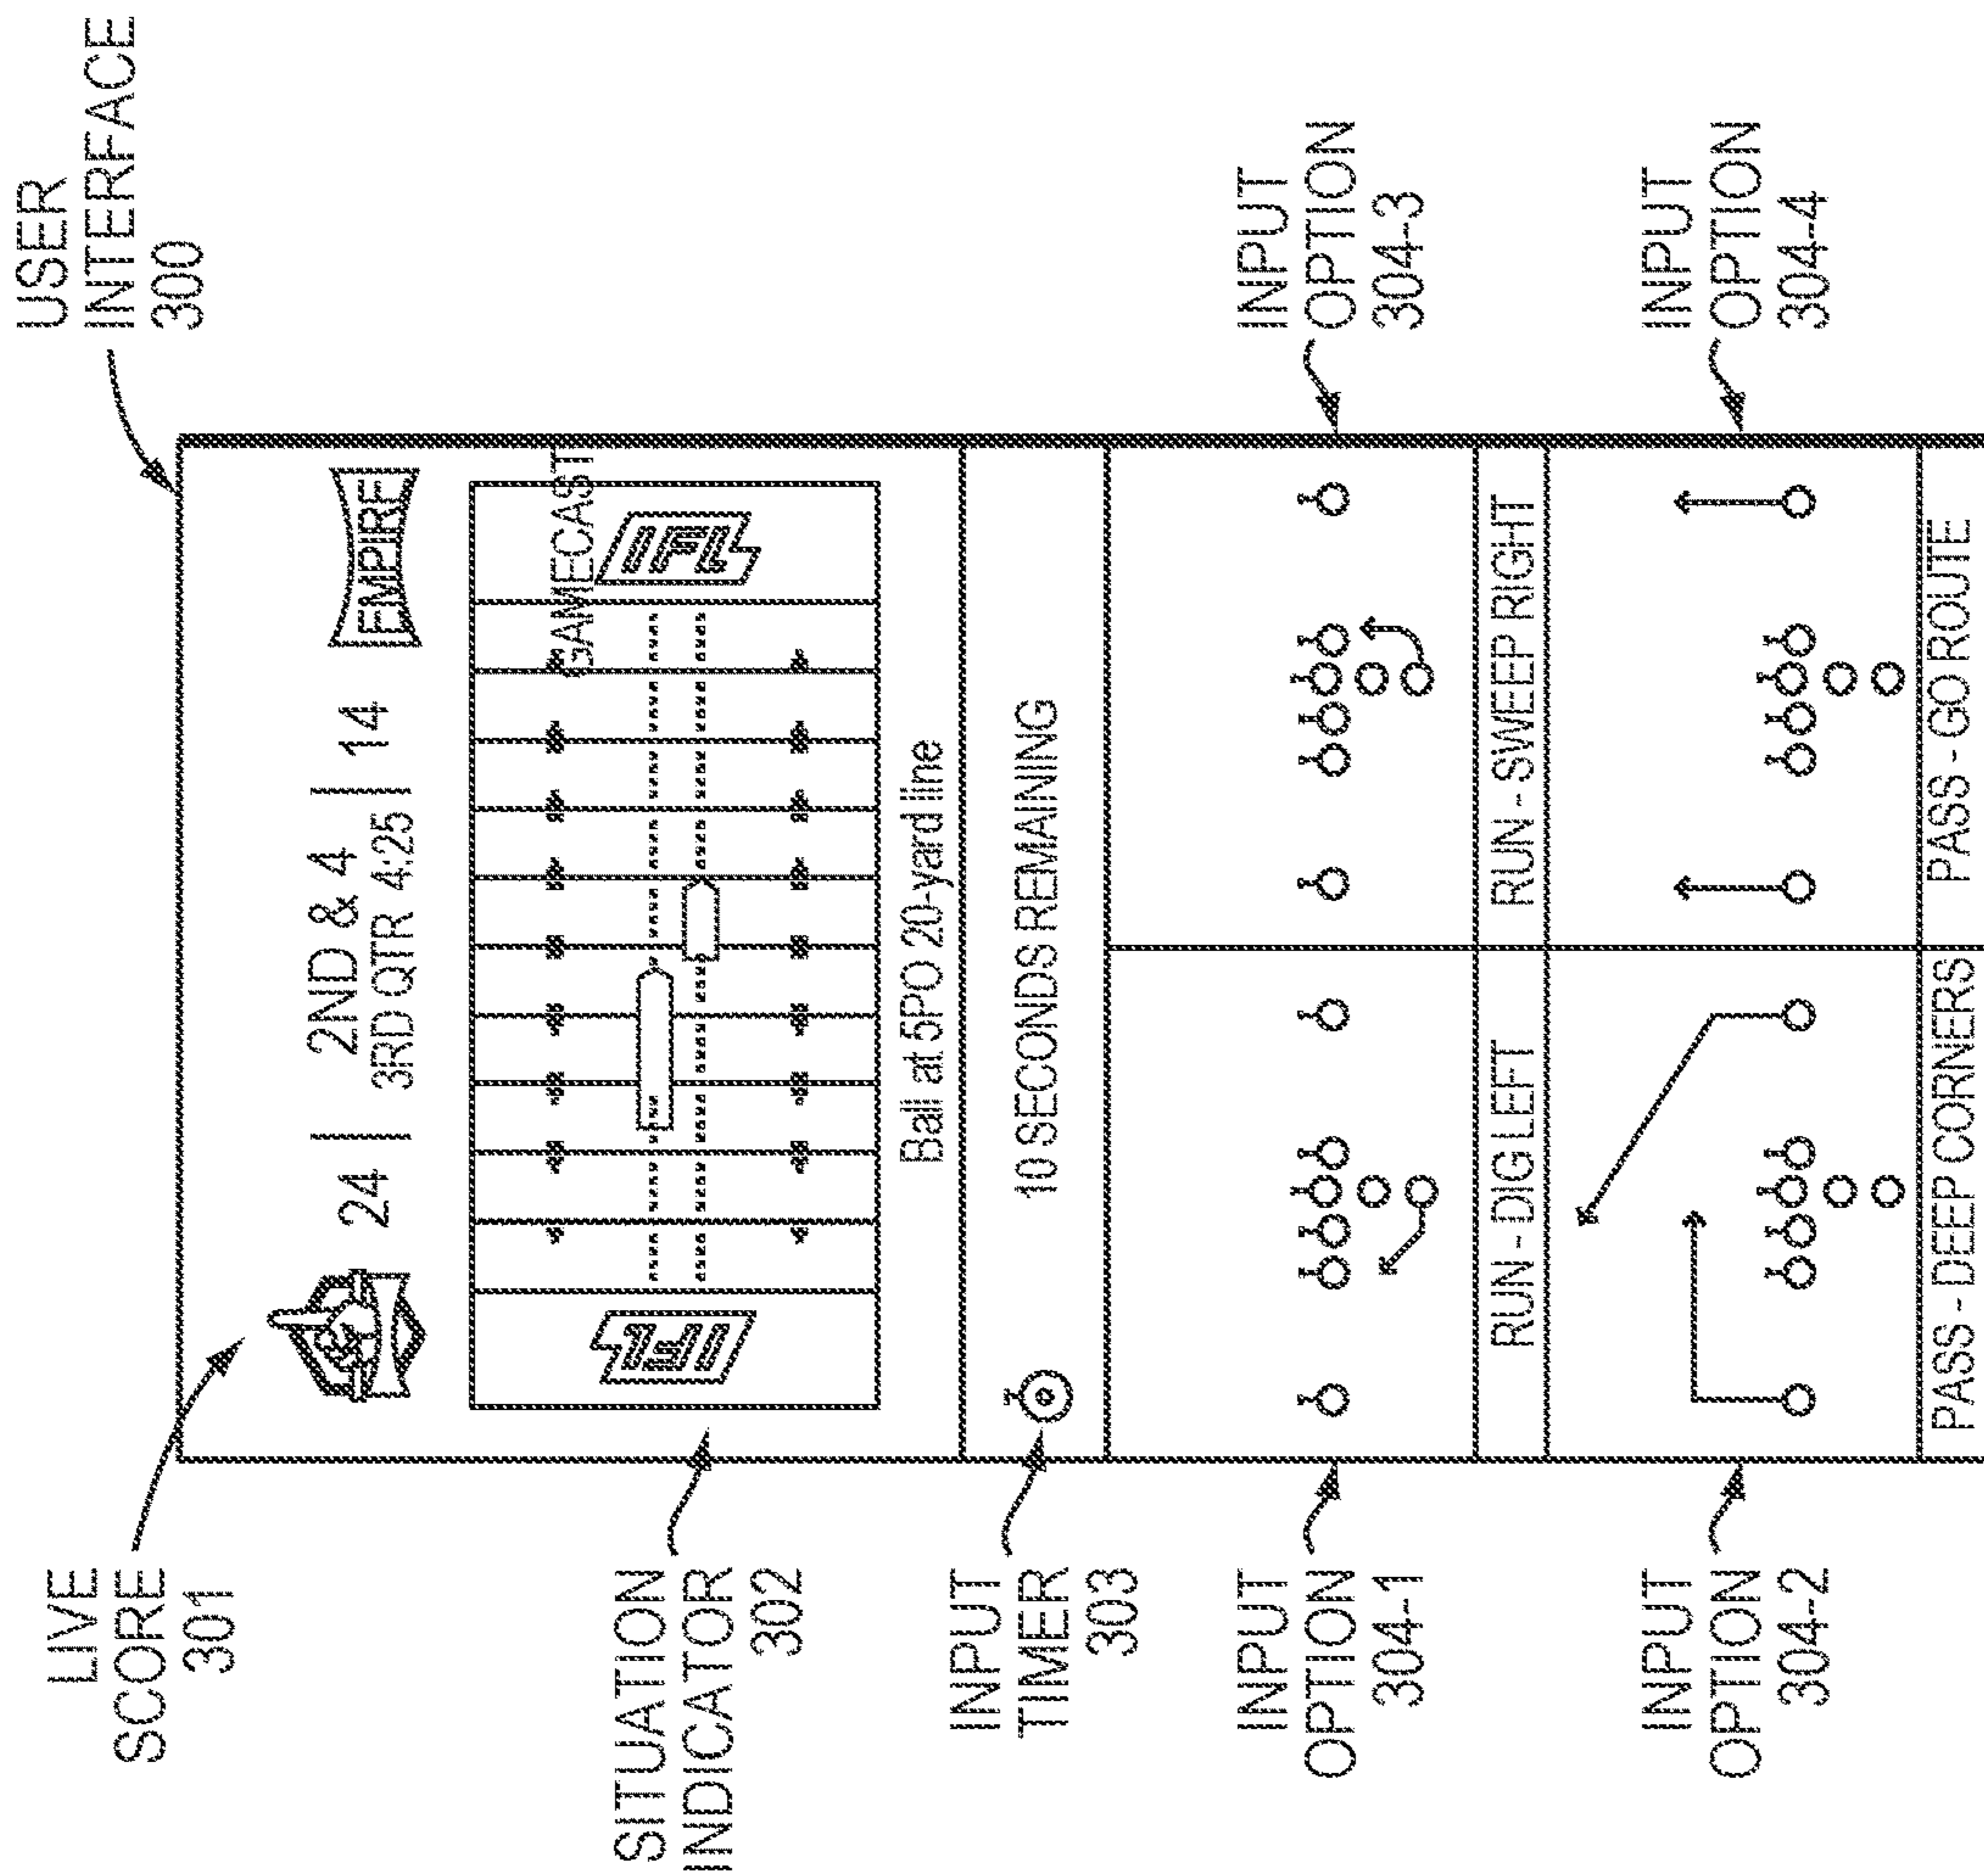 USER
INTERFACE
300
LIVE
SCORE
301
24 | 2ND & 4 | 14
3RD QTR 4:25
EMPIRE
SITUATION
INDICATOR
302
GAMECAST
IFL
IFL
Ball at 5PO 20-yard line
INPUT
TIMER
303
10 SECONDS REMAINING
INPUT
OPTION
304-1
INPUT
OPTION
304-3
RUN - DIG LEFT
RUN - SWEEP RIGHT
INPUT
OPTION
304-2
INPUT
OPTION
304-4
PASS - DEEP CORNERS
PASS - GO ROUTE